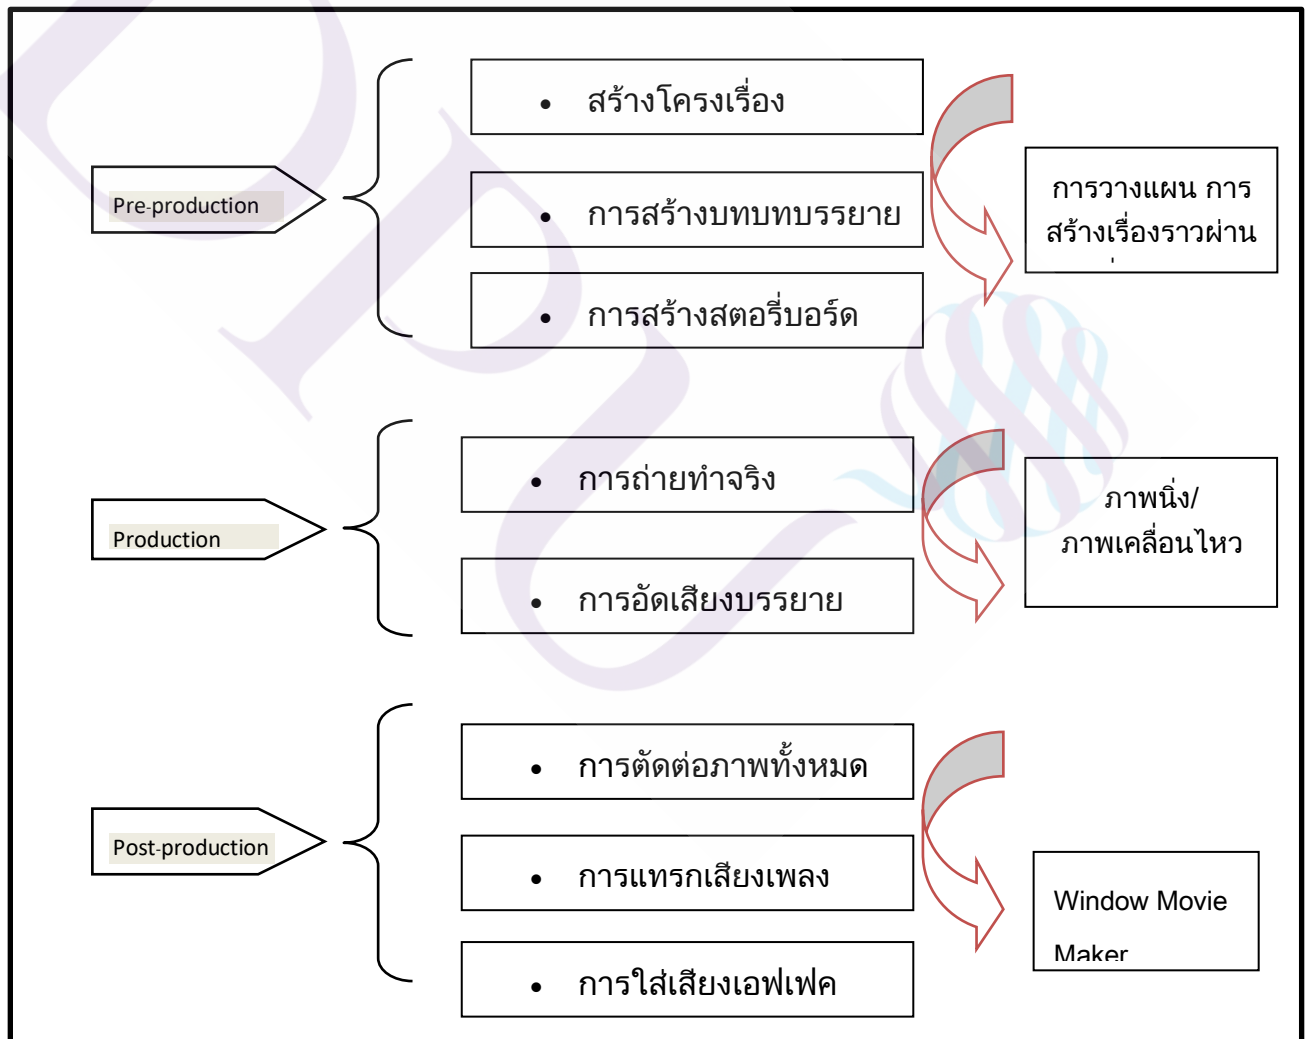 Pre-production
• สร้างโครงเรื่อง
• การสร้างบทบทบรรยาย
• การสร้างสตอรี่บอร์ด
การวางแผน การ
สร้างเรื่องราวผ่าน
Production
• การถ่ายทำจริง
• การอัดเสียงบรรยาย
ภาพนิ่ง/
ภาพเคลื่อนไหว
Post-production
• การตัดต่อภาพทั้งหมด
• การแทรกเสียงเพลง
• การใส่เสียงเอฟเฟค
Window Movie
Maker
DPU